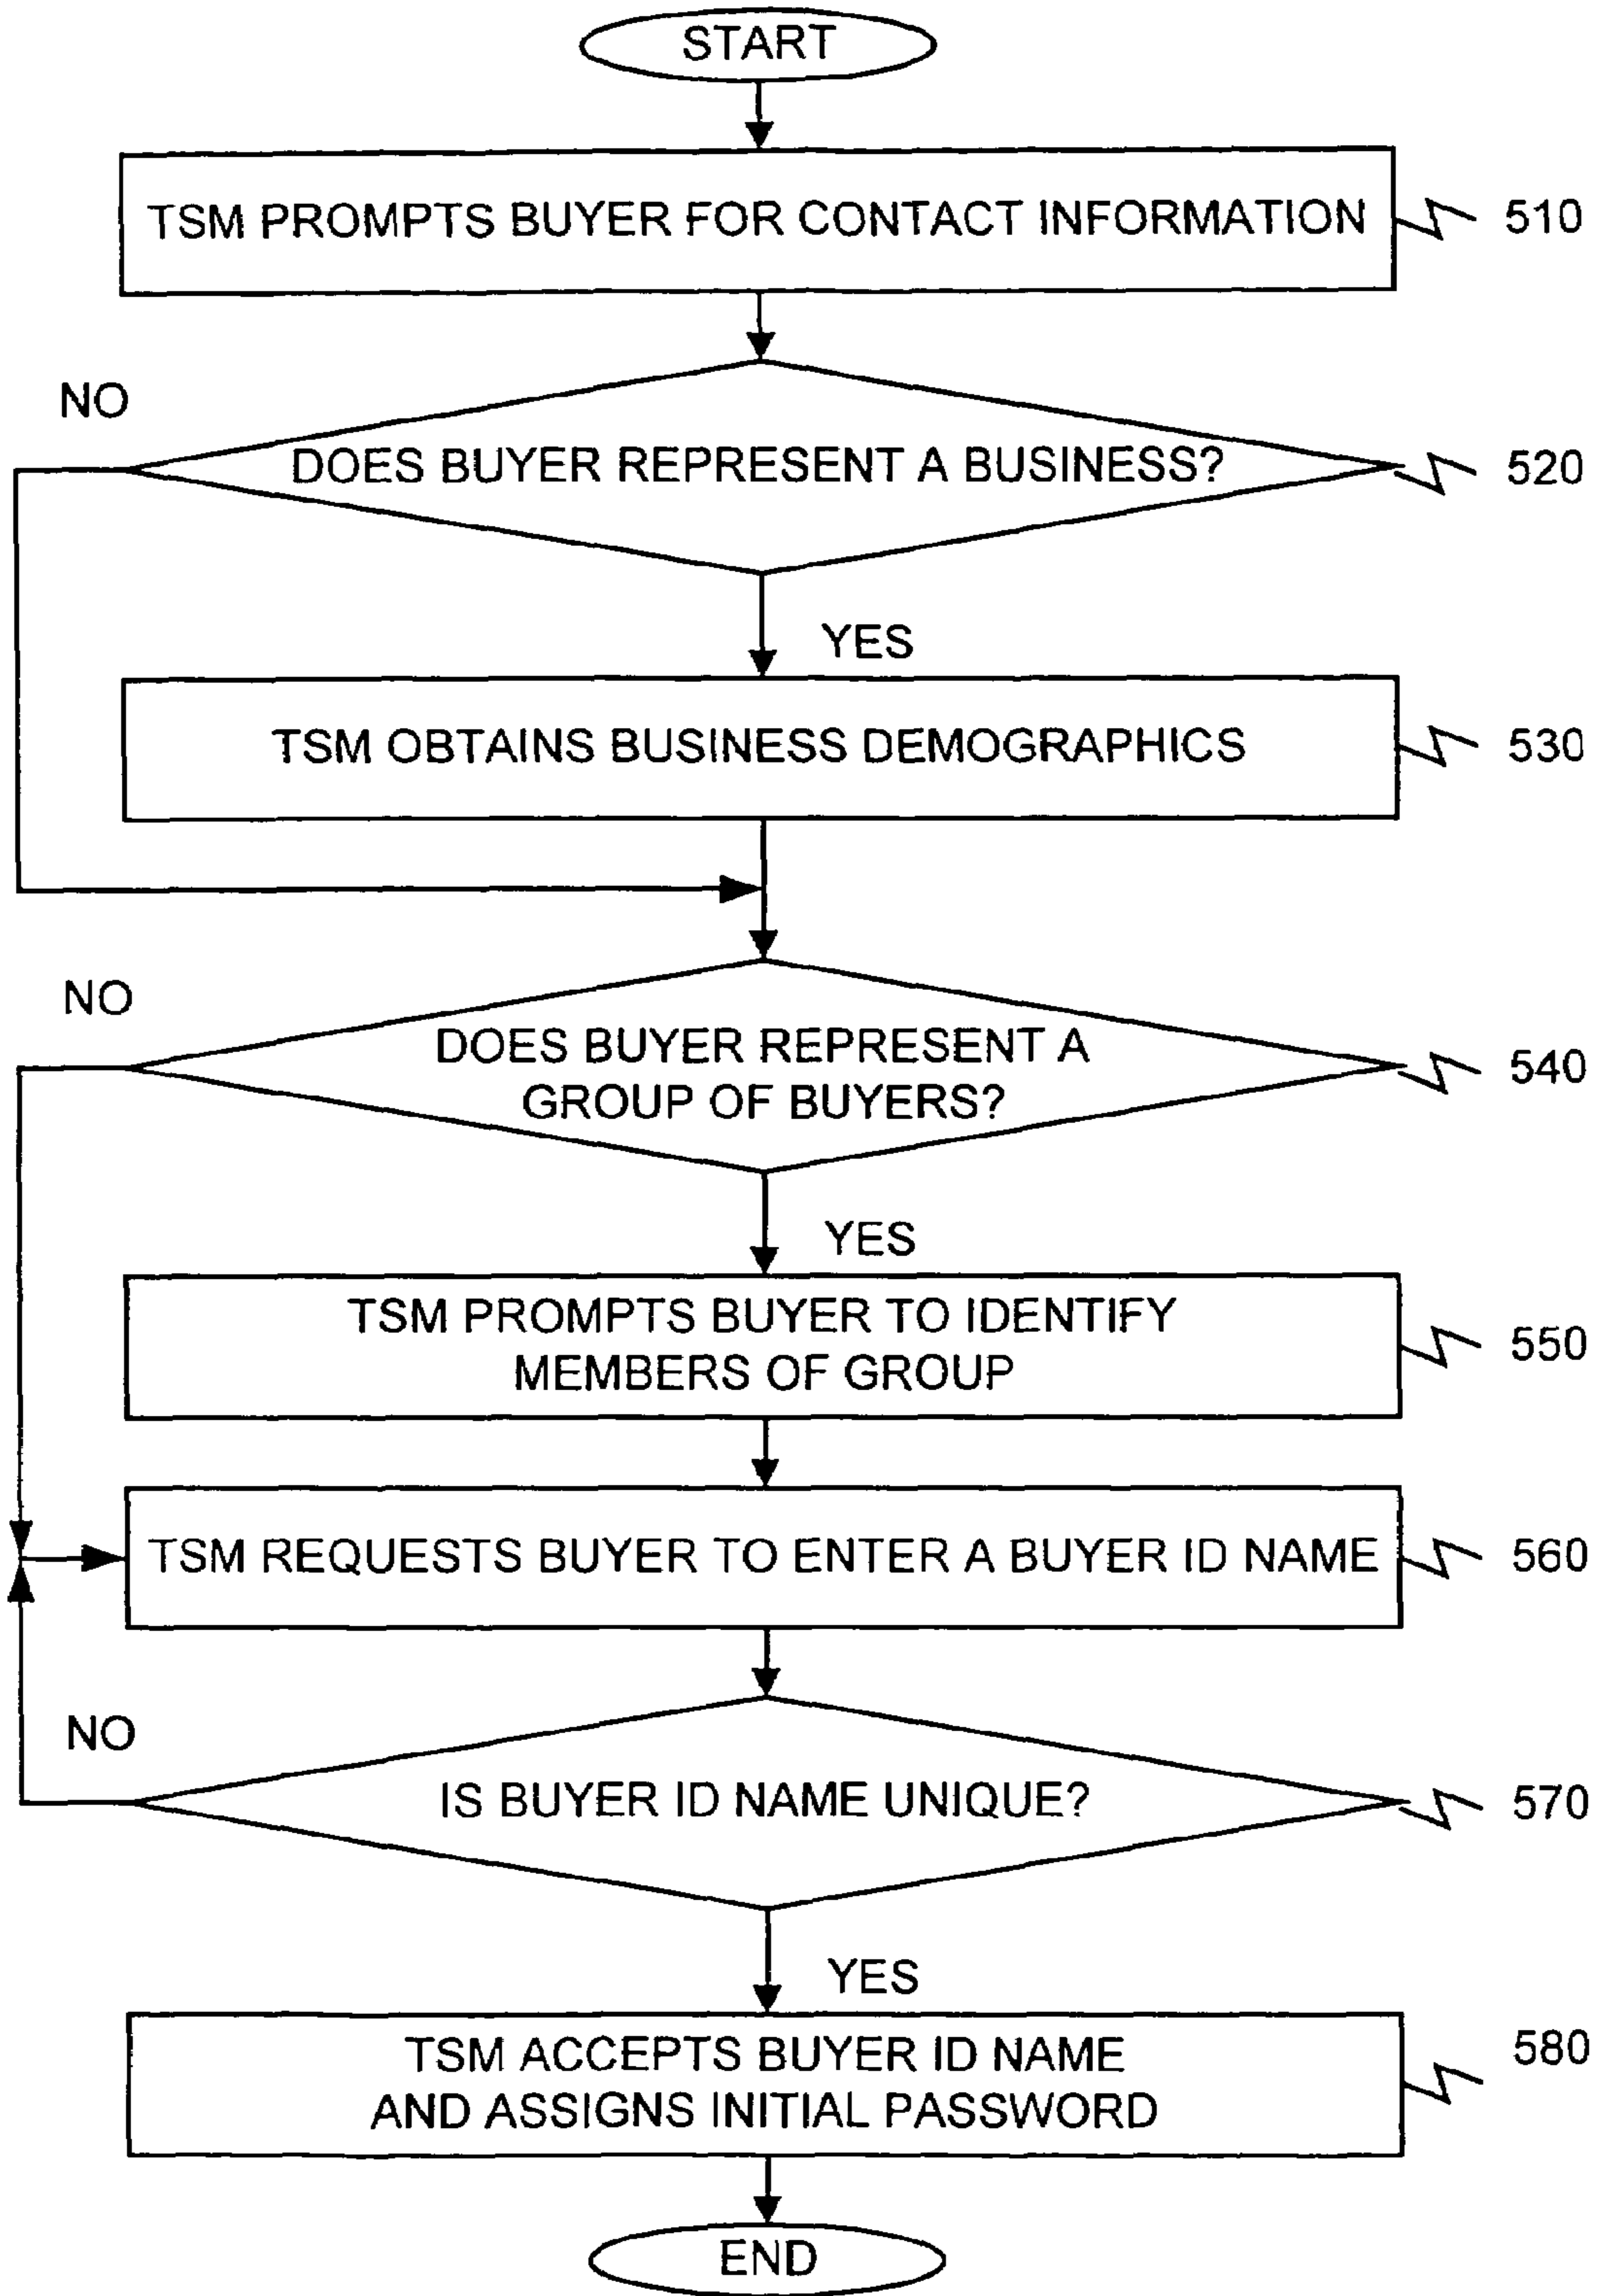 START
TSM PROMPTS BUYER FOR CONTACT INFORMATION
510
NO
DOES BUYER REPRESENT A BUSINESS?
520
YES
TSM OBTAINS BUSINESS DEMOGRAPHICS
530
NO
DOES BUYER REPRESENT A
GROUP OF BUYERS?
540
YES
TSM PROMPTS BUYER TO IDENTIFY
MEMBERS OF GROUP
550
TSM REQUESTS BUYER TO ENTER A BUYER ID NAME
560
NO
IS BUYER ID NAME UNIQUE?
570
YES
TSM ACCEPTS BUYER ID NAME
AND ASSIGNS INITIAL PASSWORD
580
END